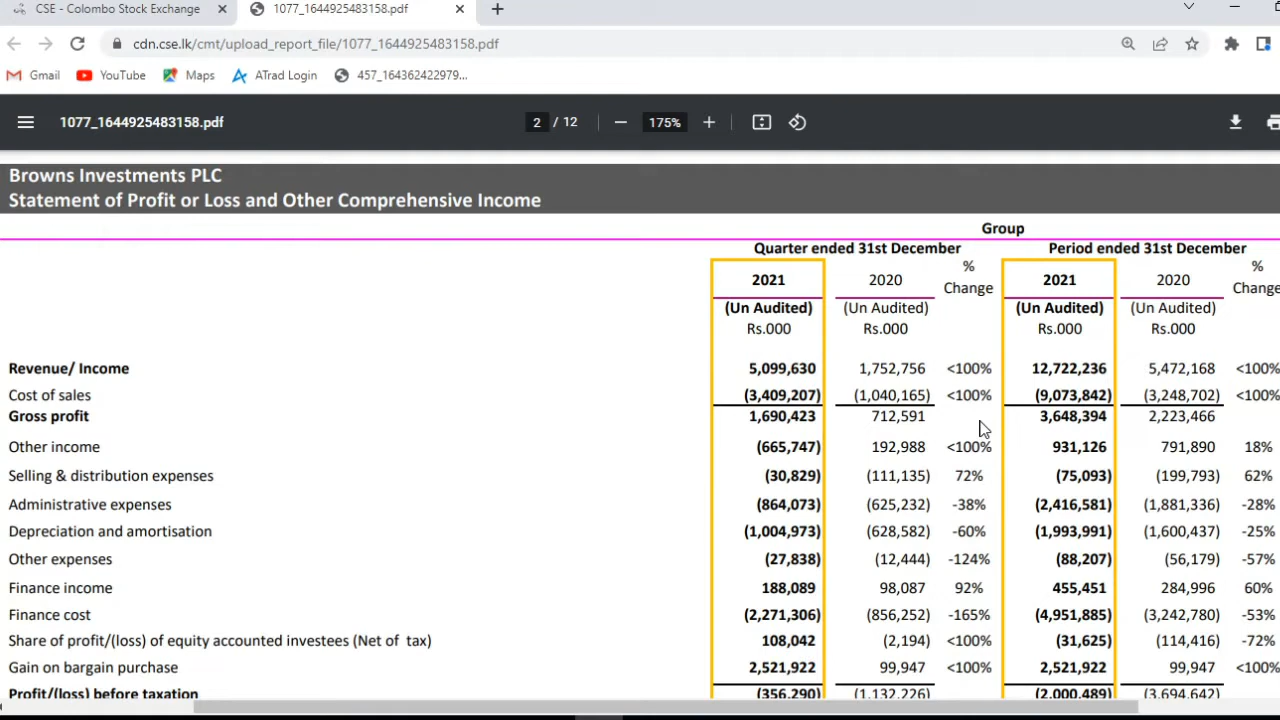 CSE - Colombo Stock Exchange 1077_1644925483158.pdf
cdn.cse.lk/cmt/upload_report_file/1077_1644925483158.pdf
Gmail YouTube Maps ATrad Login 457_164362422979...
1077_1644925483158.pdf 2 / 12 175%
Browns Investments PLC
Statement of Profit or Loss and Other Comprehensive Income
Group
Quarter ended 31st December Period ended 31st December
2021 2020 % Change 2021 2020 % Change
(Un Audited) (Un Audited) (Un Audited) (Un Audited)
Rs.000 Rs.000 Rs.000 Rs.000
Revenue/ Income 5,099,630 1,752,756 <100% 12,722,236 5,472,168 <100%
Cost of sales (3,409,207) (1,040,165) <100% (9,073,842) (3,248,702) <100%
Gross profit 1,690,423 712,591 3,648,394 2,223,466
Other income (665,747) 192,988 <100% 931,126 791,890 18%
Selling & distribution expenses (30,829) (111,135) 72% (75,093) (199,793) 62%
Administrative expenses (864,073) (625,232) -38% (2,416,581) (1,881,336) -28%
Depreciation and amortisation (1,004,973) (628,582) -60% (1,993,991) (1,600,437) -25%
Other expenses (27,838) (12,444) -124% (88,207) (56,179) -57%
Finance income 188,089 98,087 92% 455,451 284,996 60%
Finance cost (2,271,306) (856,252) -165% (4,951,885) (3,242,780) -53%
Share of profit/(loss) of equity accounted investees (Net of tax) 108,042 (2,194) <100% (31,625) (114,416) -72%
Gain on bargain purchase 2,521,922 99,947 <100% 2,521,922 99,947 <100%
Profit/(loss) before taxation (356,290) (1,132,226) (2,000,489) (3,694,642)